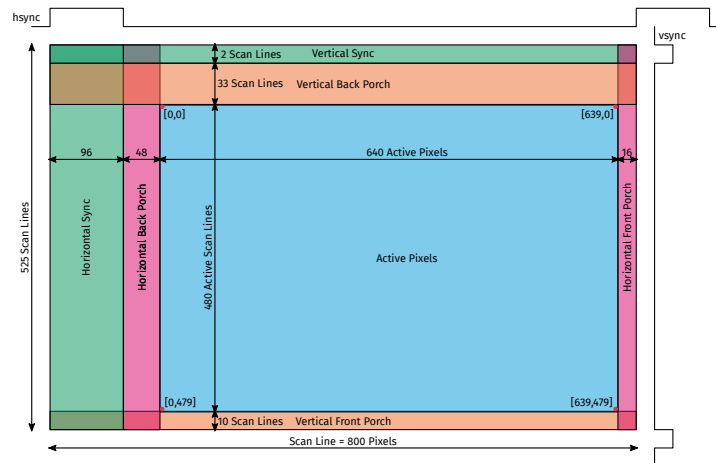 hsync
vsync
2 Scan Lines Vertical Sync
33 Scan Lines Vertical Back Porch
[0,0] [639,0]
96 48 640 Active Pixels 16
525 Scan Lines
Horizontal Sync
Horizontal Back Porch
480 Active Scan Lines
Active Pixels
Horizontal Front Porch
[0,479] [639,479]
10 Scan Lines Vertical Front Porch
Scan Line = 800 Pixels